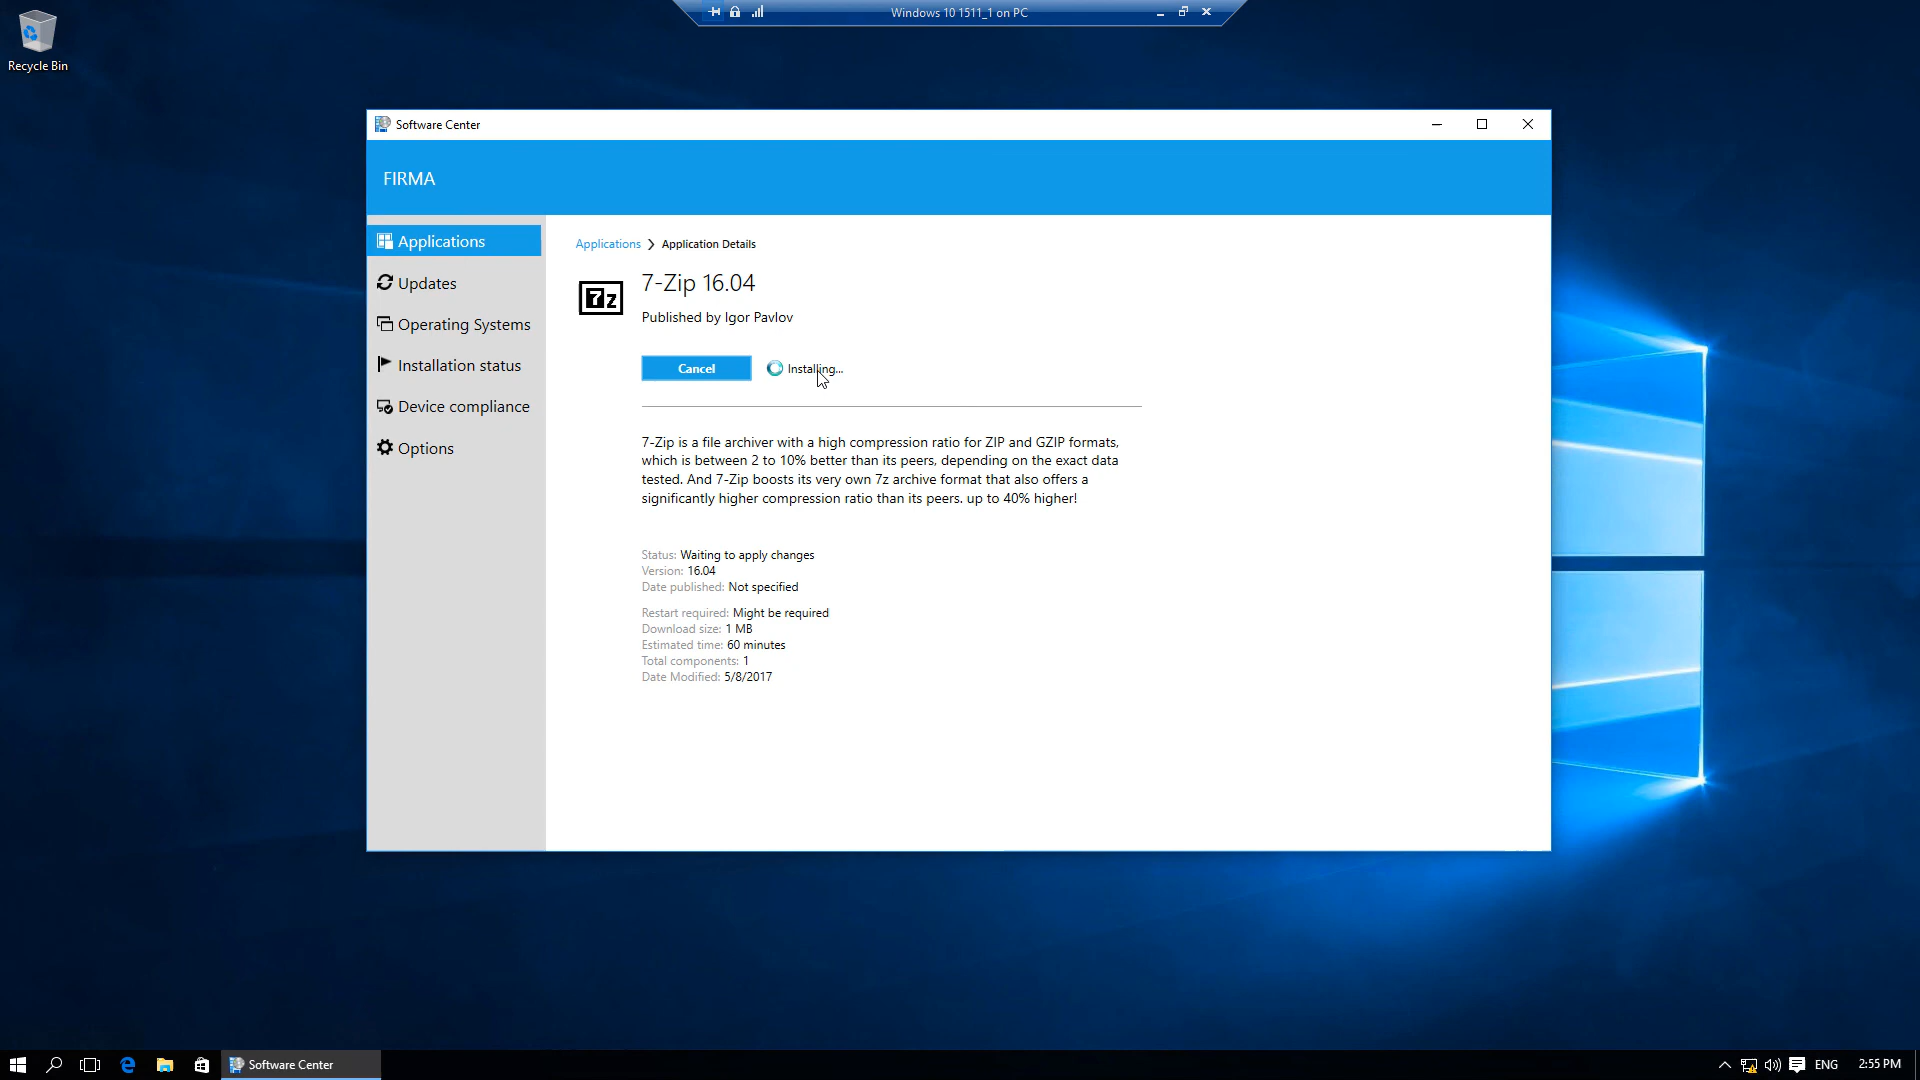 Windows 10 1511_1 on PC
Recycle Bin
Software Center
FIRMA
Applications
Updates
Operating Systems
Installation status
Device compliance
Options
Applications > Application Details
7z
7-Zip 16.04
Published by Igor Pavlov
Cancel
Installing...
7-Zip is a file archiver with a high compression ratio for ZIP and GZIP formats,
which is between 2 to 10% better than its peers, depending on the exact data
tested. And 7-Zip boosts its very own 7z archive format that also offers a
significantly higher compression ratio than its peers. up to 40% higher!
Status: Waiting to apply changes
Version: 16.04
Date published: Not specified
Restart required: Might be required
Download size: 1 MB
Estimated time: 60 minutes
Total components: 1
Date Modified: 5/8/2017
Software Center
ENG
2:55 PM